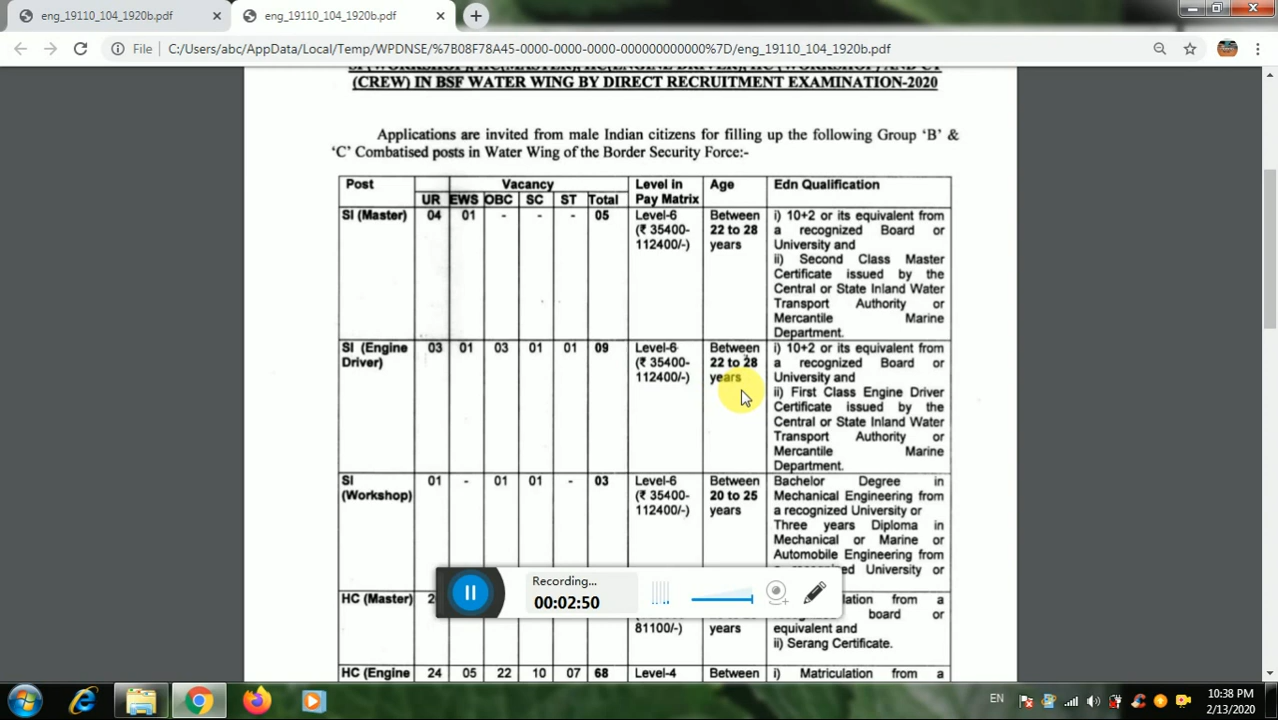 eng_19110_104_1920b.pdf
eng_19110_104_1920b.pdf
File C:/Users/abc/AppData/Local/Temp/WPDNSE/%7B08F78A45-0000-0000-0000-000000000000%7D/eng_19110_104_1920b.pdf
SI (WORKSHOP), HC(MASTER), HC(ENGINE DRIVER), HC (WORKSHOP) AND CT
(CREW) IN BSF WATER WING BY DIRECT RECRUITMENT EXAMINATION-2020
Applications are invited from male Indian citizens for filling up the following Group 'B' &
'C' Combatised posts in Water Wing of the Border Security Force:-
Post Vacancy Level in Age Edn Qualification
UR EWS OBC SC ST Total Pay Matrix
SI (Master) 04 01 - - - 05 Level-6 Between i) 10+2 or its equivalent from
(₹ 35400- 22 to 28 a recognized Board or
112400/-) years University and
ii) Second Class Master
Certificate issued by the
Central or State Inland Water
Transport Authority or
Mercantile Marine
Department.
SI (Engine 03 01 03 01 01 09 Level-6 Between i) 10+2 or its equivalent from
Driver) (₹ 35400- 22 to 28 a recognized Board or
112400/-) years University and
ii) First Class Engine Driver
Certificate issued by the
Central or State Inland Water
Transport Authority or
Mercantile Marine
Department.
SI 01 - 01 01 - 03 Level-6 Between Bachelor Degree in
(Workshop) (₹ 35400- 20 to 25 Mechanical Engineering from
112400/-) years a recognized University or
Three years Diploma in
Mechanical or Marine or
Automobile Engineering from
University or
Recording...
00:02:50
HC (Master) from a
board or
81100/-) years equivalent and
ii) Serang Certificate.
HC (Engine 24 05 22 10 07 68 Level-4 Between i) Matriculation from a
EN
10:38 PM
2/13/2020